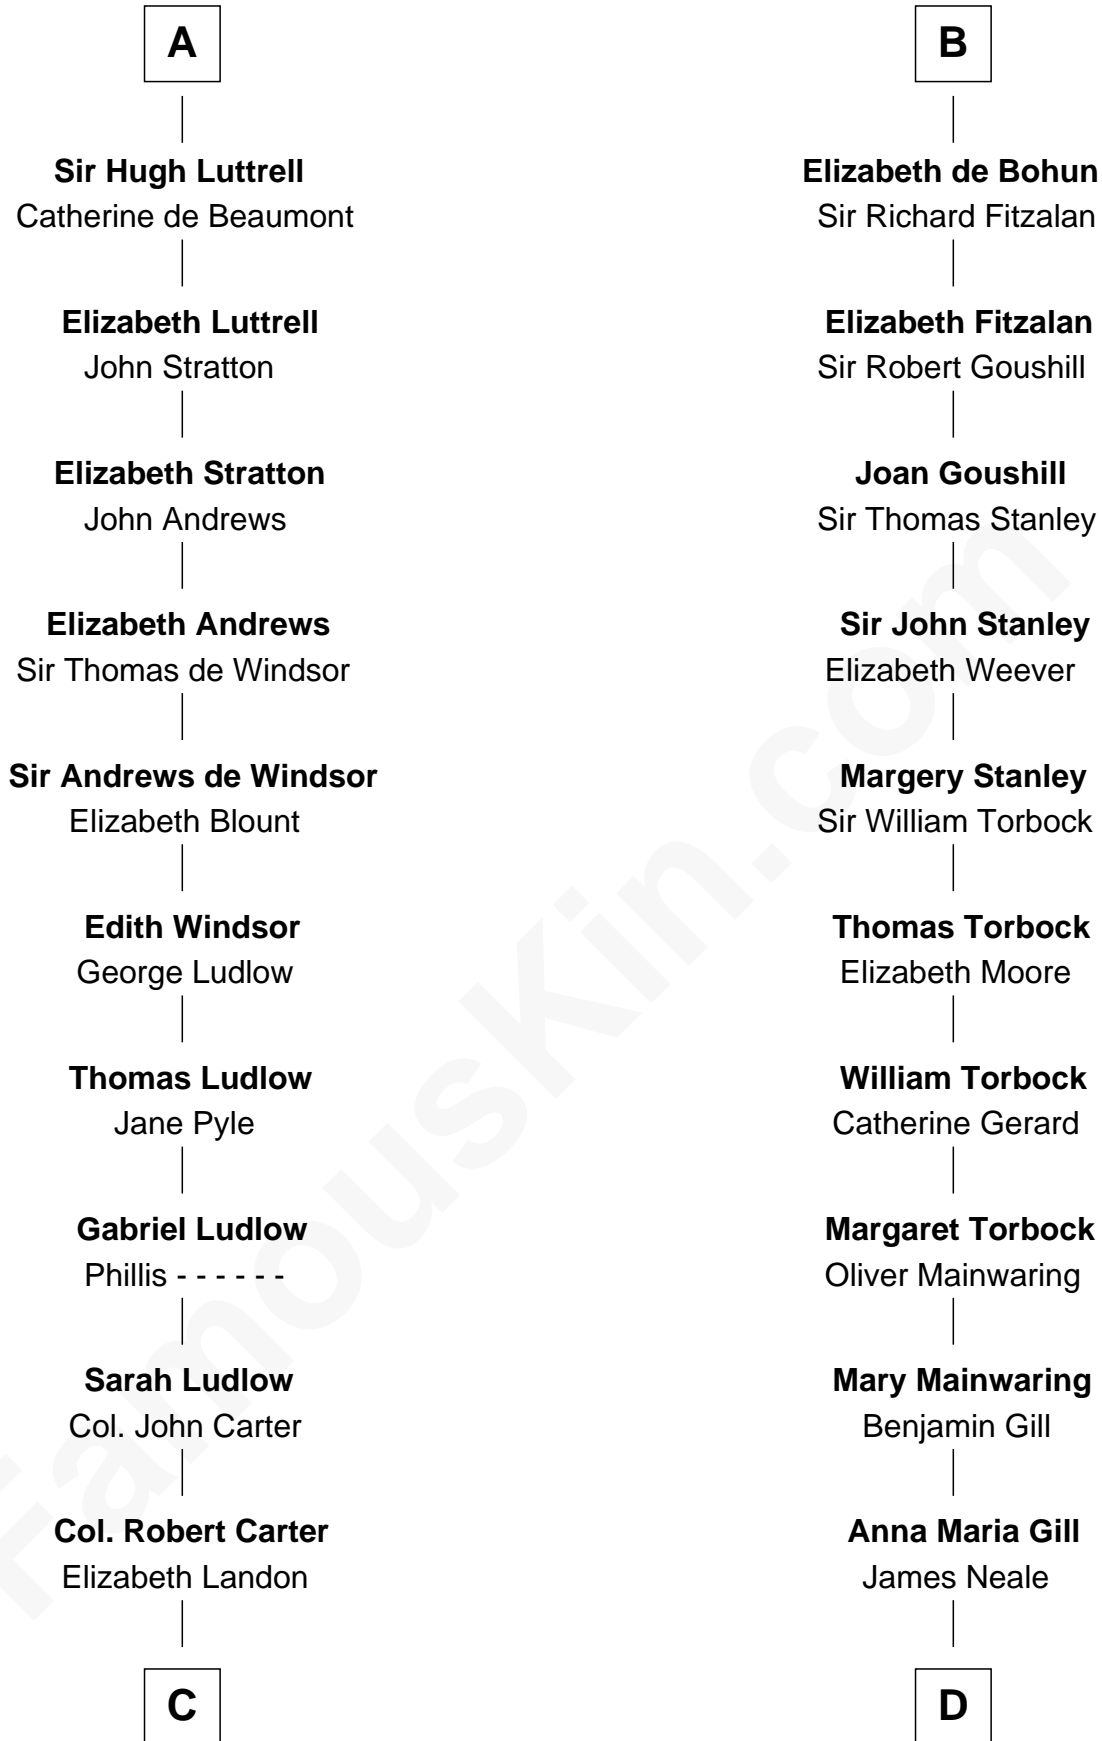 A
Sir Hugh Luttrell
Catherine de Beaumont
Elizabeth Luttrell
John Stratton
Elizabeth Stratton
John Andrews
Elizabeth Andrews
Sir Thomas de Windsor
Sir Andrews de Windsor
Elizabeth Blount
Edith Windsor
George Ludlow
Thomas Ludlow
Jane Pyle
Gabriel Ludlow
Phillis - - - - - -
Sarah Ludlow
Col. John Carter
Col. Robert Carter
Elizabeth Landon
C
B
Elizabeth de Bohun
Sir Richard Fitzalan
Elizabeth Fitzalan
Sir Robert Goushill
Joan Goushill
Sir Thomas Stanley
Sir John Stanley
Elizabeth Weever
Margery Stanley
Sir William Torbock
Thomas Torbock
Elizabeth Moore
William Torbock
Catherine Gerard
Margaret Torbock
Oliver Mainwaring
Mary Mainwaring
Benjamin Gill
Anna Maria Gill
James Neale
D
FamousKin.com